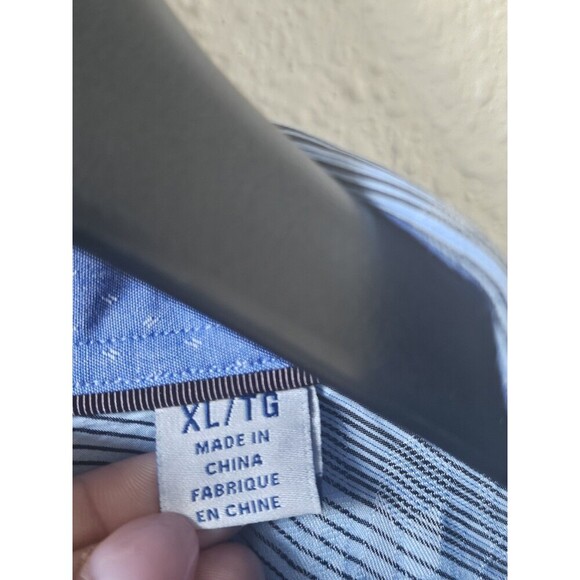 XL/TG
MADE IN
CHINA
FABRIQUE
EN CHINE